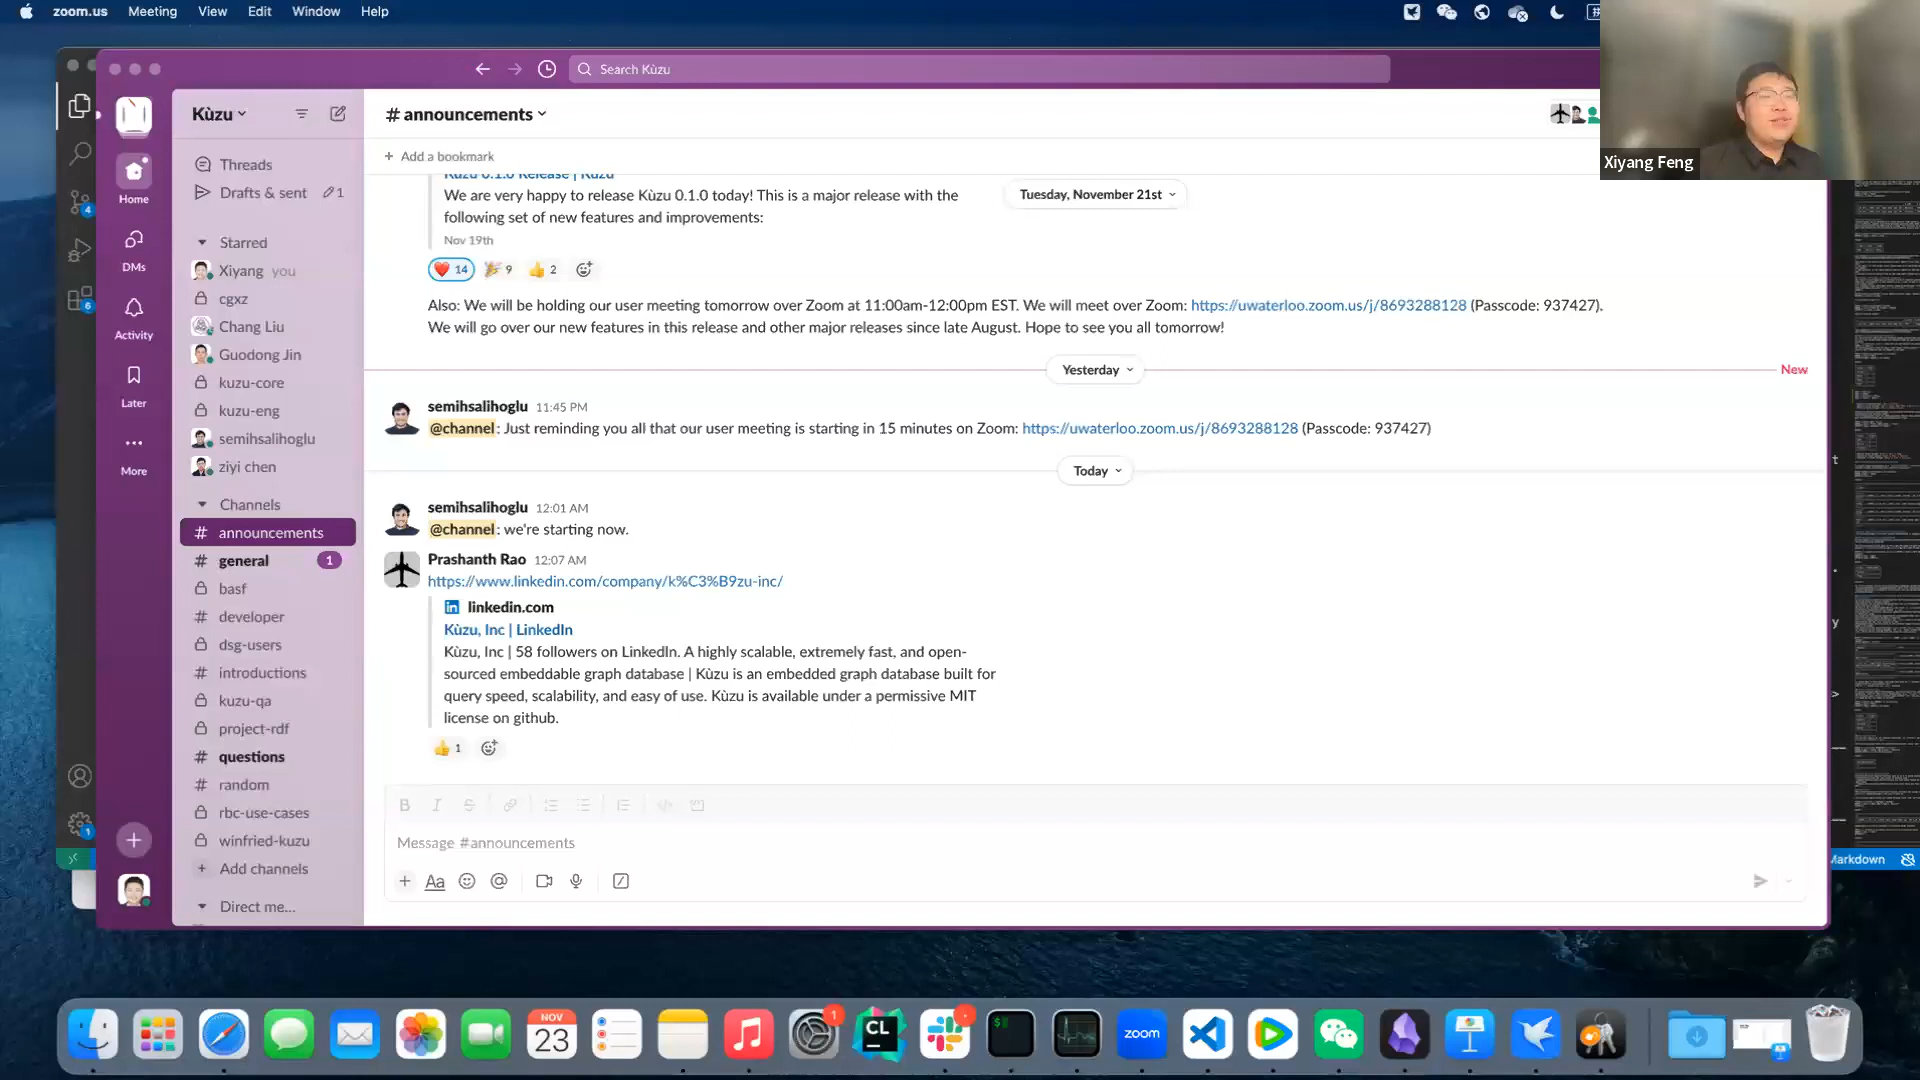 zoom.us Meeting View Edit Window Help
Search Kùzu
Xiyang Feng
Kùzu
Threads
Drafts & sent 1
Starred
Xiyang you
cgxz
Chang Liu
Guodong Jin
kuzu-core
kuzu-eng
semihsalihoglu
ziyi chen
Channels
# announcements
# general 1
basf
# developer
# dsg-users
# introductions
kuzu-qa
project-rdf
# questions
# random
rbc-use-cases
winfried-kuzu
+ Add channels
Direct me...
Home
DMs
Activity
Later
More
4
6
1
# announcements
+ Add a bookmark
Kùzu 0.1.0 Release | Kùzu
We are very happy to release Kùzu 0.1.0 today! This is a major release with the
following set of new features and improvements:
Nov 19th
14 9 2
Tuesday, November 21st
Also: We will be holding our user meeting tomorrow over Zoom at 11:00am-12:00pm EST. We will meet over Zoom: https://uwaterloo.zoom.us/j/8693288128 (Passcode: 937427).
We will go over our new features in this release and other major releases since late August. Hope to see you all tomorrow!
Yesterday
New
semihsalihoglu 11:45 PM
@channel: Just reminding you all that our user meeting is starting in 15 minutes on Zoom: https://uwaterloo.zoom.us/j/8693288128 (Passcode: 937427)
Today
semihsalihoglu 12:01 AM
@channel: we're starting now.
Prashanth Rao 12:07 AM
https://www.linkedin.com/company/k%C3%B9zu-inc/
in linkedin.com
Kùzu, Inc | LinkedIn
Kùzu, Inc | 58 followers on LinkedIn. A highly scalable, extremely fast, and open-
sourced embeddable graph database | Kùzu is an embedded graph database built for
query speed, scalability, and easy of use. Kùzu is available under a permissive MIT
license on github.
1
B I S
Message #announcements
+ Aa @
Markdown
NOV
23
1
CL
zoom